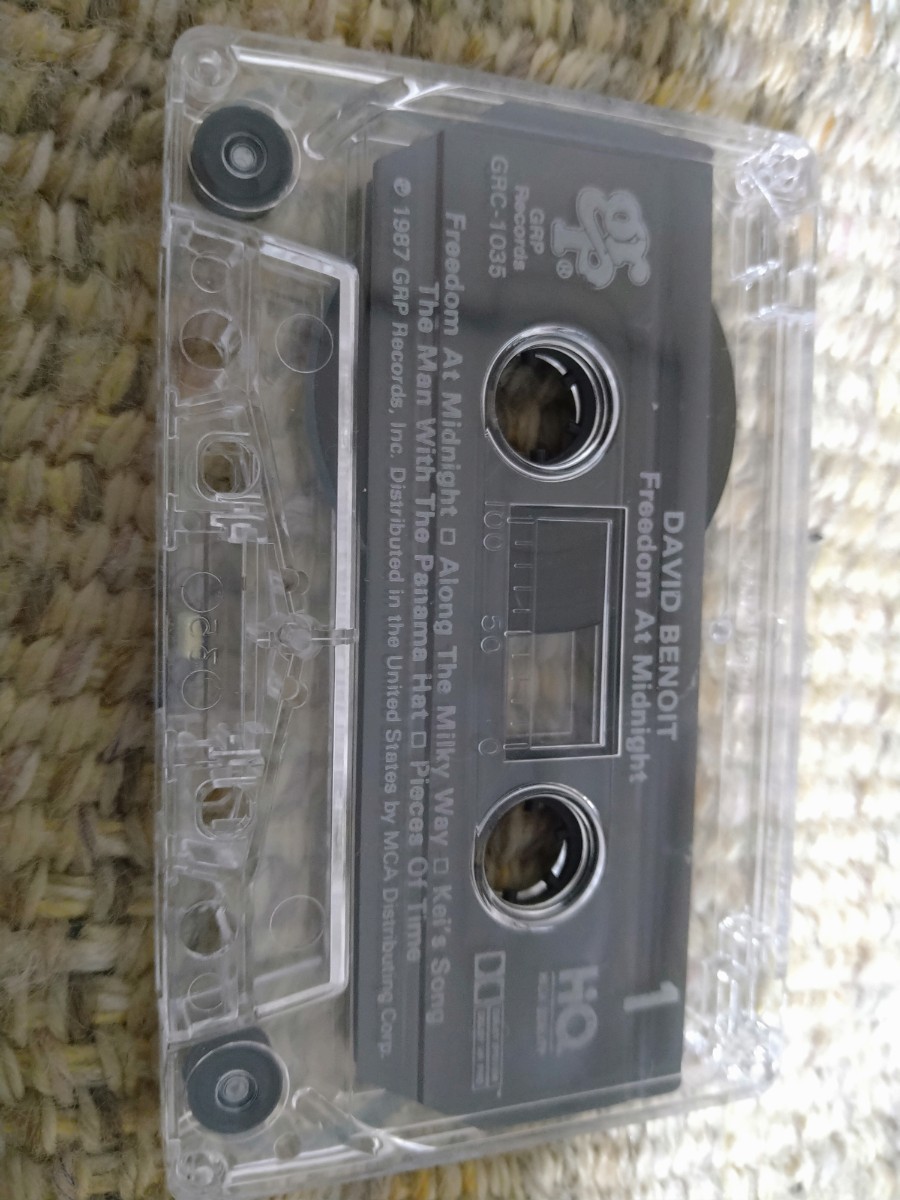 DAVID BENOIT
Freedom At Midnight
1
grp®
GRP
Records
GRC-1035
HQ
100 50 0
Freedom At Midnight □ Along The Milky Way □ Kei's Song
The Man With The Panama Hat □ Pieces Of Time
℗ 1987 GRP Records, Inc. Distributed in the United States by MCA Distributing Corp.